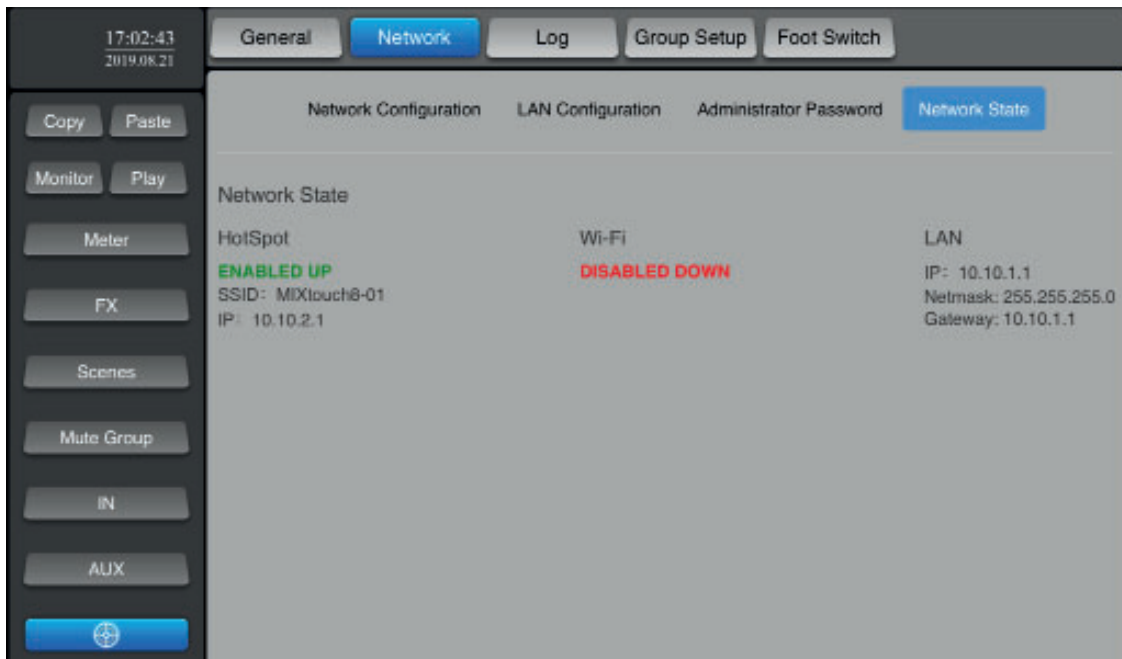 17:02:43
2019.08.21
General
Network
Log
Group Setup
Foot Switch
Copy
Paste
Monitor
Play
Meter
FX
Scenes
Mute Group
IN
AUX
Network Configuration
LAN Configuration
Administrator Password
Network State
Network State
HotSpot
ENABLED UP
SSID: MIXtouch8-01
IP: 10.10.2.1
Wi-Fi
DISABLED DOWN
LAN
IP: 10.10.1.1
Netmask: 255.255.255.0
Gateway: 10.10.1.1